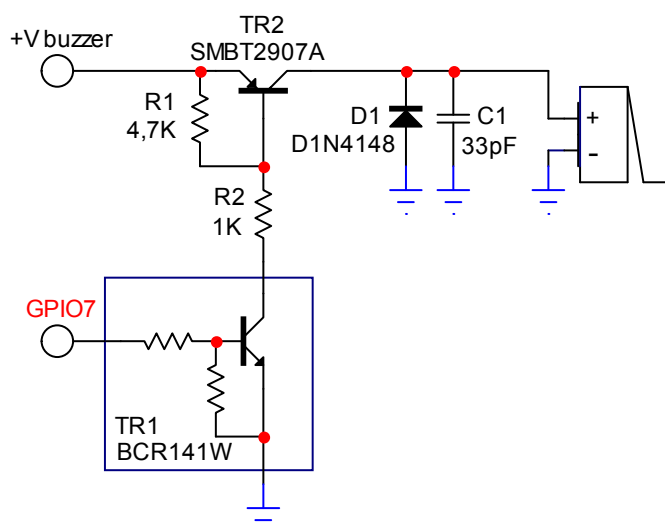 +V buzzer
TR2
SMBT2907A
R1
4,7K
D1
D1N4148
C1
33pF
+
-
R2
1K
GPIO7
TR1
BCR141W